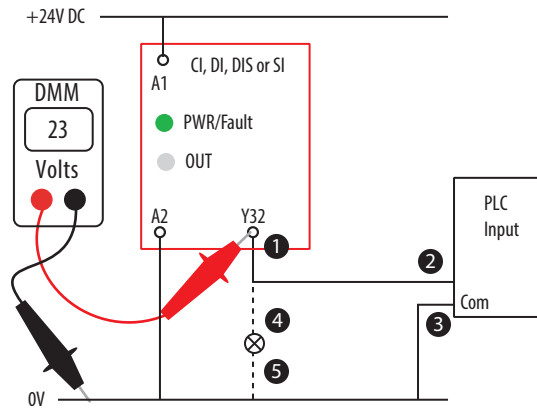 +24V DC
A1
CI, DI, DIS or SI
DMM
23
Volts
PWR/Fault
OUT
A2
Y32
1
PLC
Input
2
Com
3
4
5
0V